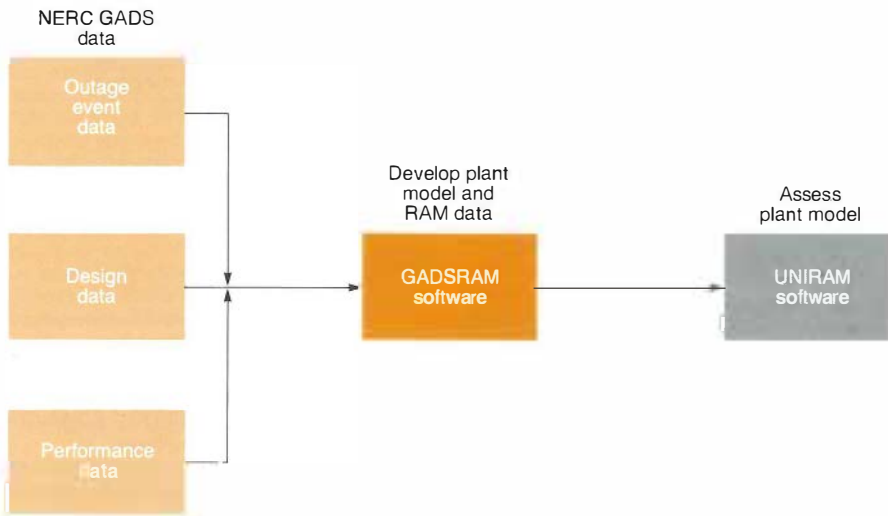 NERC GADS
data
Outage
event
data
Develop plant
model and
RAM data
Assess
plant model
Design
data
GADSRAM
software
UNIRAM
software
Performance
data